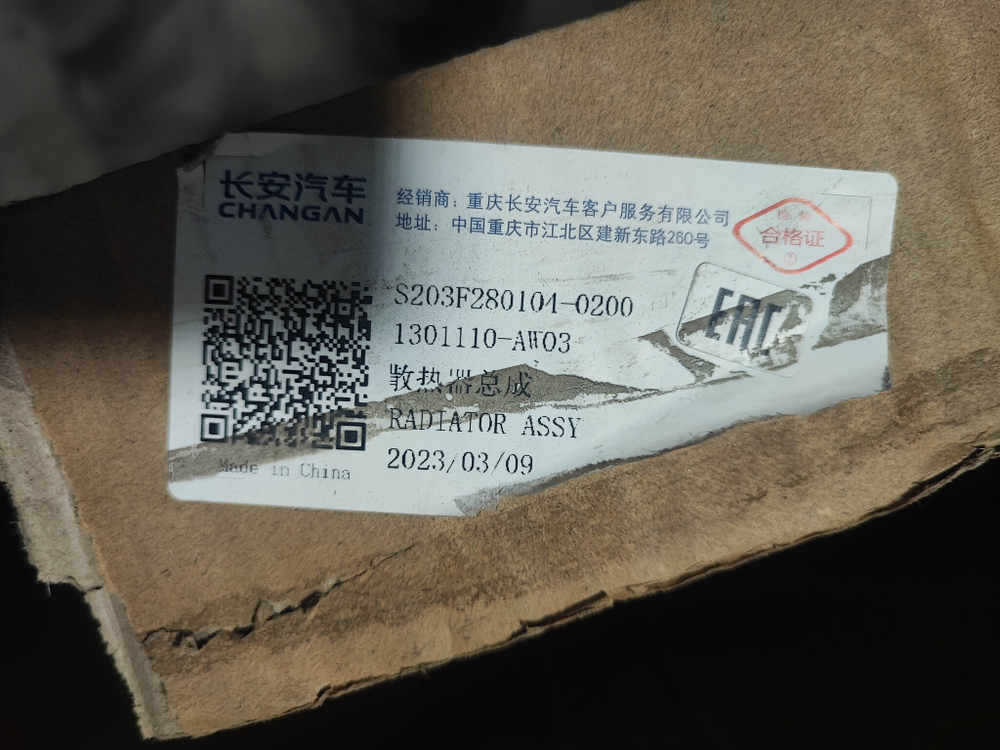 长安汽车
CHANGAN
经销商：重庆长安汽车客户服务有限公司
地址：中国重庆市江北区建新东路260号
合格证
S203F280104-0200
1301110-AW03
EAC
散热器总成
RADIATOR ASSY
2023/03/09
Made in China